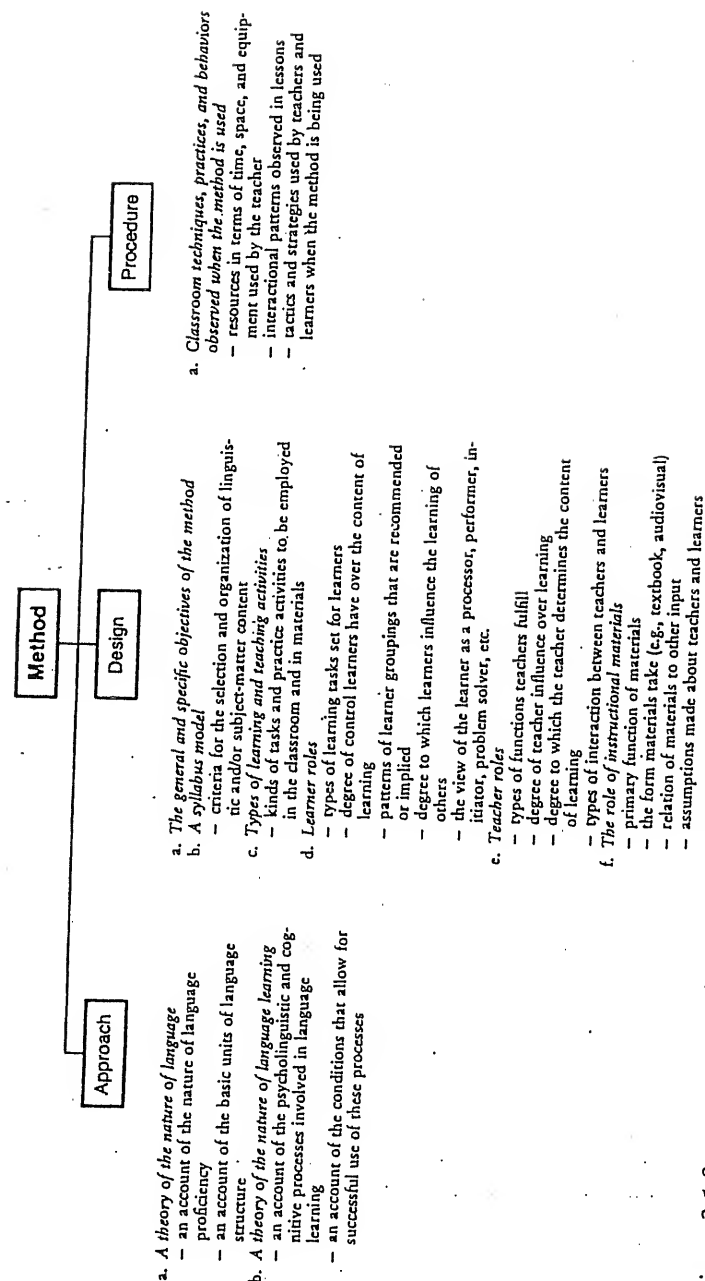 Method
Approach
Design
Procedure
a. A theory of the nature of language
– an account of the nature of language
proficiency
– an account of the basic units of language
structure
b. A theory of the nature of language learning
– an account of the psycholinguistic and cog-
nitive processes involved in language
learning
– an account of the conditions that allow for
successful use of these processes
a. The general and specific objectives of the method
b. A syllabus model
– criteria for the selection and organization of linguis-
tic and/or subject-matter content
c. Types of learning and teaching activities
– kinds of tasks and practice activities to be employed
in the classroom and in materials
d. Learner roles
– types of learning tasks set for learners
– degree of control learners have over the content of
learning
– patterns of learner groupings that are recommended
or implied
– degree to which learners influence the learning of
others
– the view of the learner as a processor, performer, in-
itiator, problem solver, etc.
e. Teacher roles
– types of functions teachers fulfill
– degree of teacher influence over learning
– degree to which the teacher determines the content
of learning
– types of interaction between teachers and learners
f. The role of instructional materials
– primary function of materials
– the form materials take (e.g., textbook, audiovisual)
– relation of materials to other input
– assumptions made about teachers and learners
a. Classroom techniques, practices, and behaviors
observed when the method is used
– resources in terms of time, space, and equip-
ment used by the teacher
– interactional patterns observed in lessons
– tactics and strategies used by teachers and
learners when the method is being used